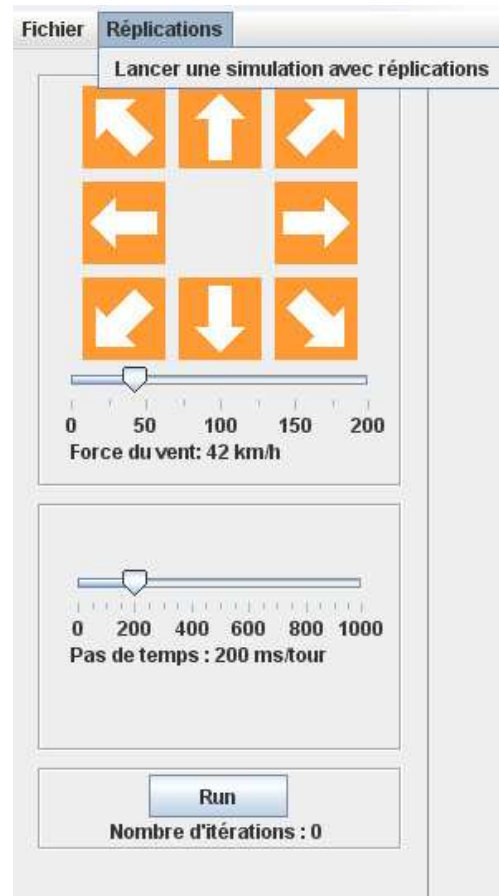 Fichier Réplications
Lancer une simulation avec réplications
0 50 100 150 200
Force du vent: 42 km/h
0 200 400 600 800 1000
Pas de temps : 200 ms/tour
Run
Nombre d'itérations : 0